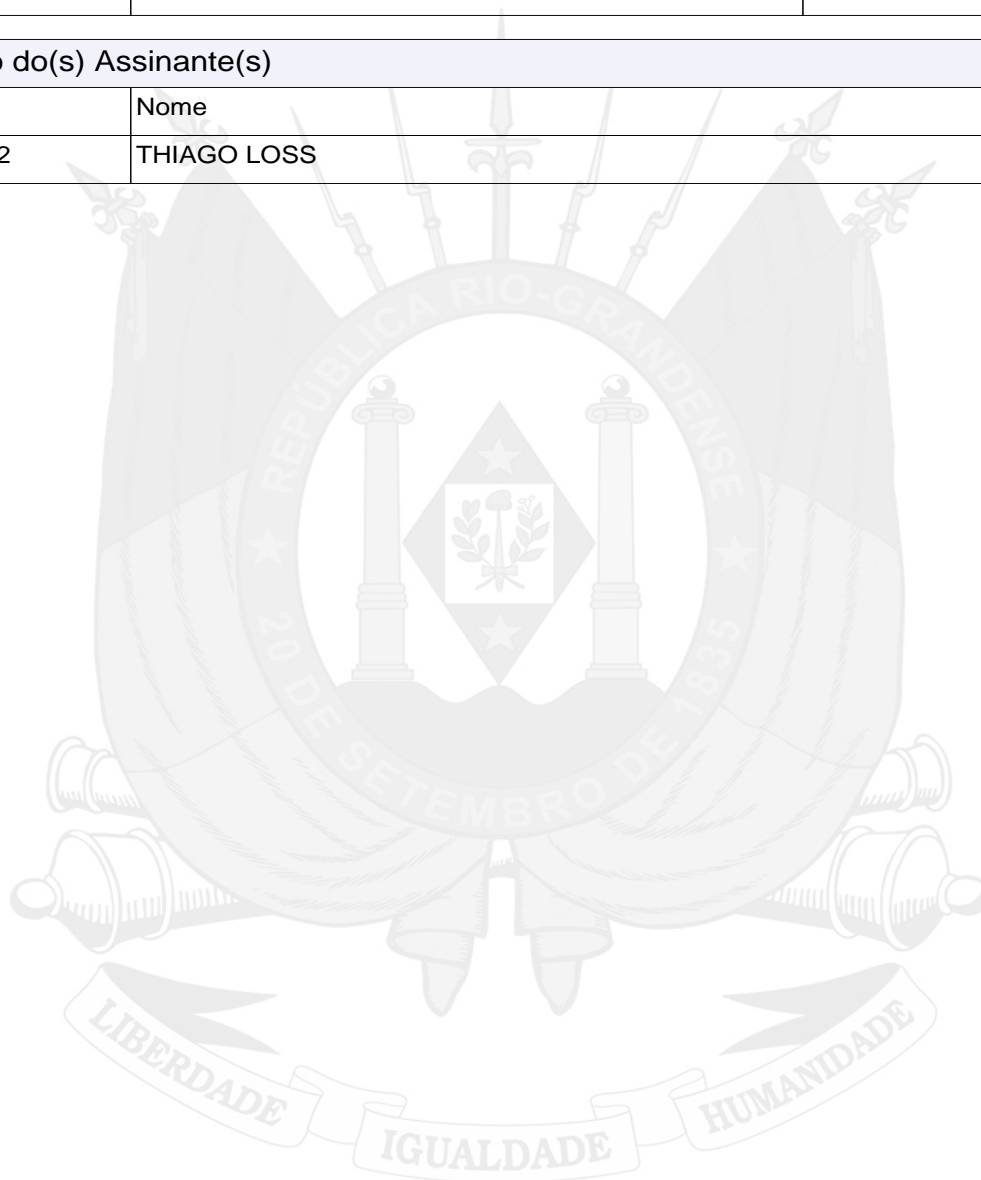 o do(s) Assinante(s)
Nome
2 THIAGO LOSS
REPÚBLICA RIO-GRANDENSE
★ 20 DE SETEMBRO DE 1835 ★
LIBERDADE IGUALDADE HUMANIDADE